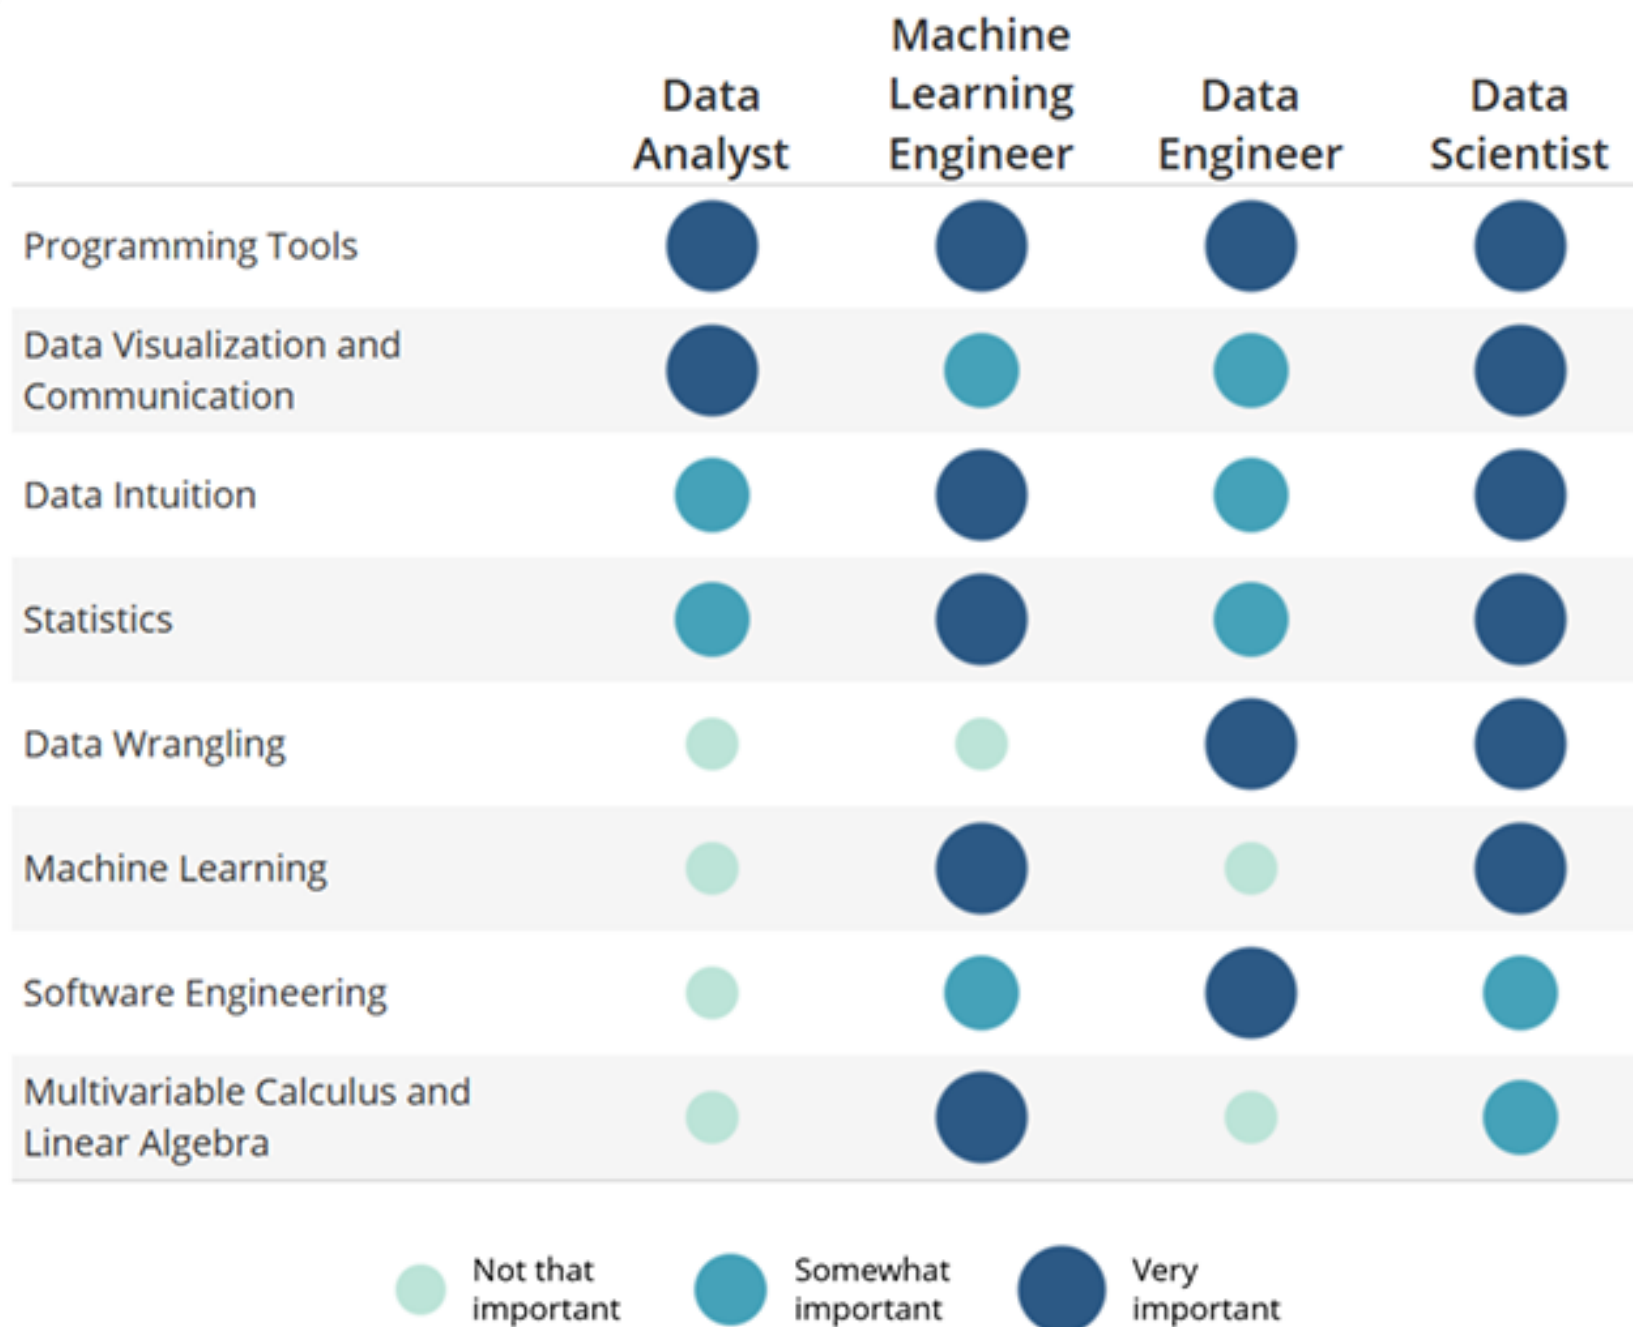 Data Analyst
Machine Learning Engineer
Data Engineer
Data Scientist
Programming Tools
Data Visualization and
Communication
Data Intuition
Statistics
Data Wrangling
Machine Learning
Software Engineering
Multivariable Calculus and
Linear Algebra
Not that
important
Somewhat
important
Very
important